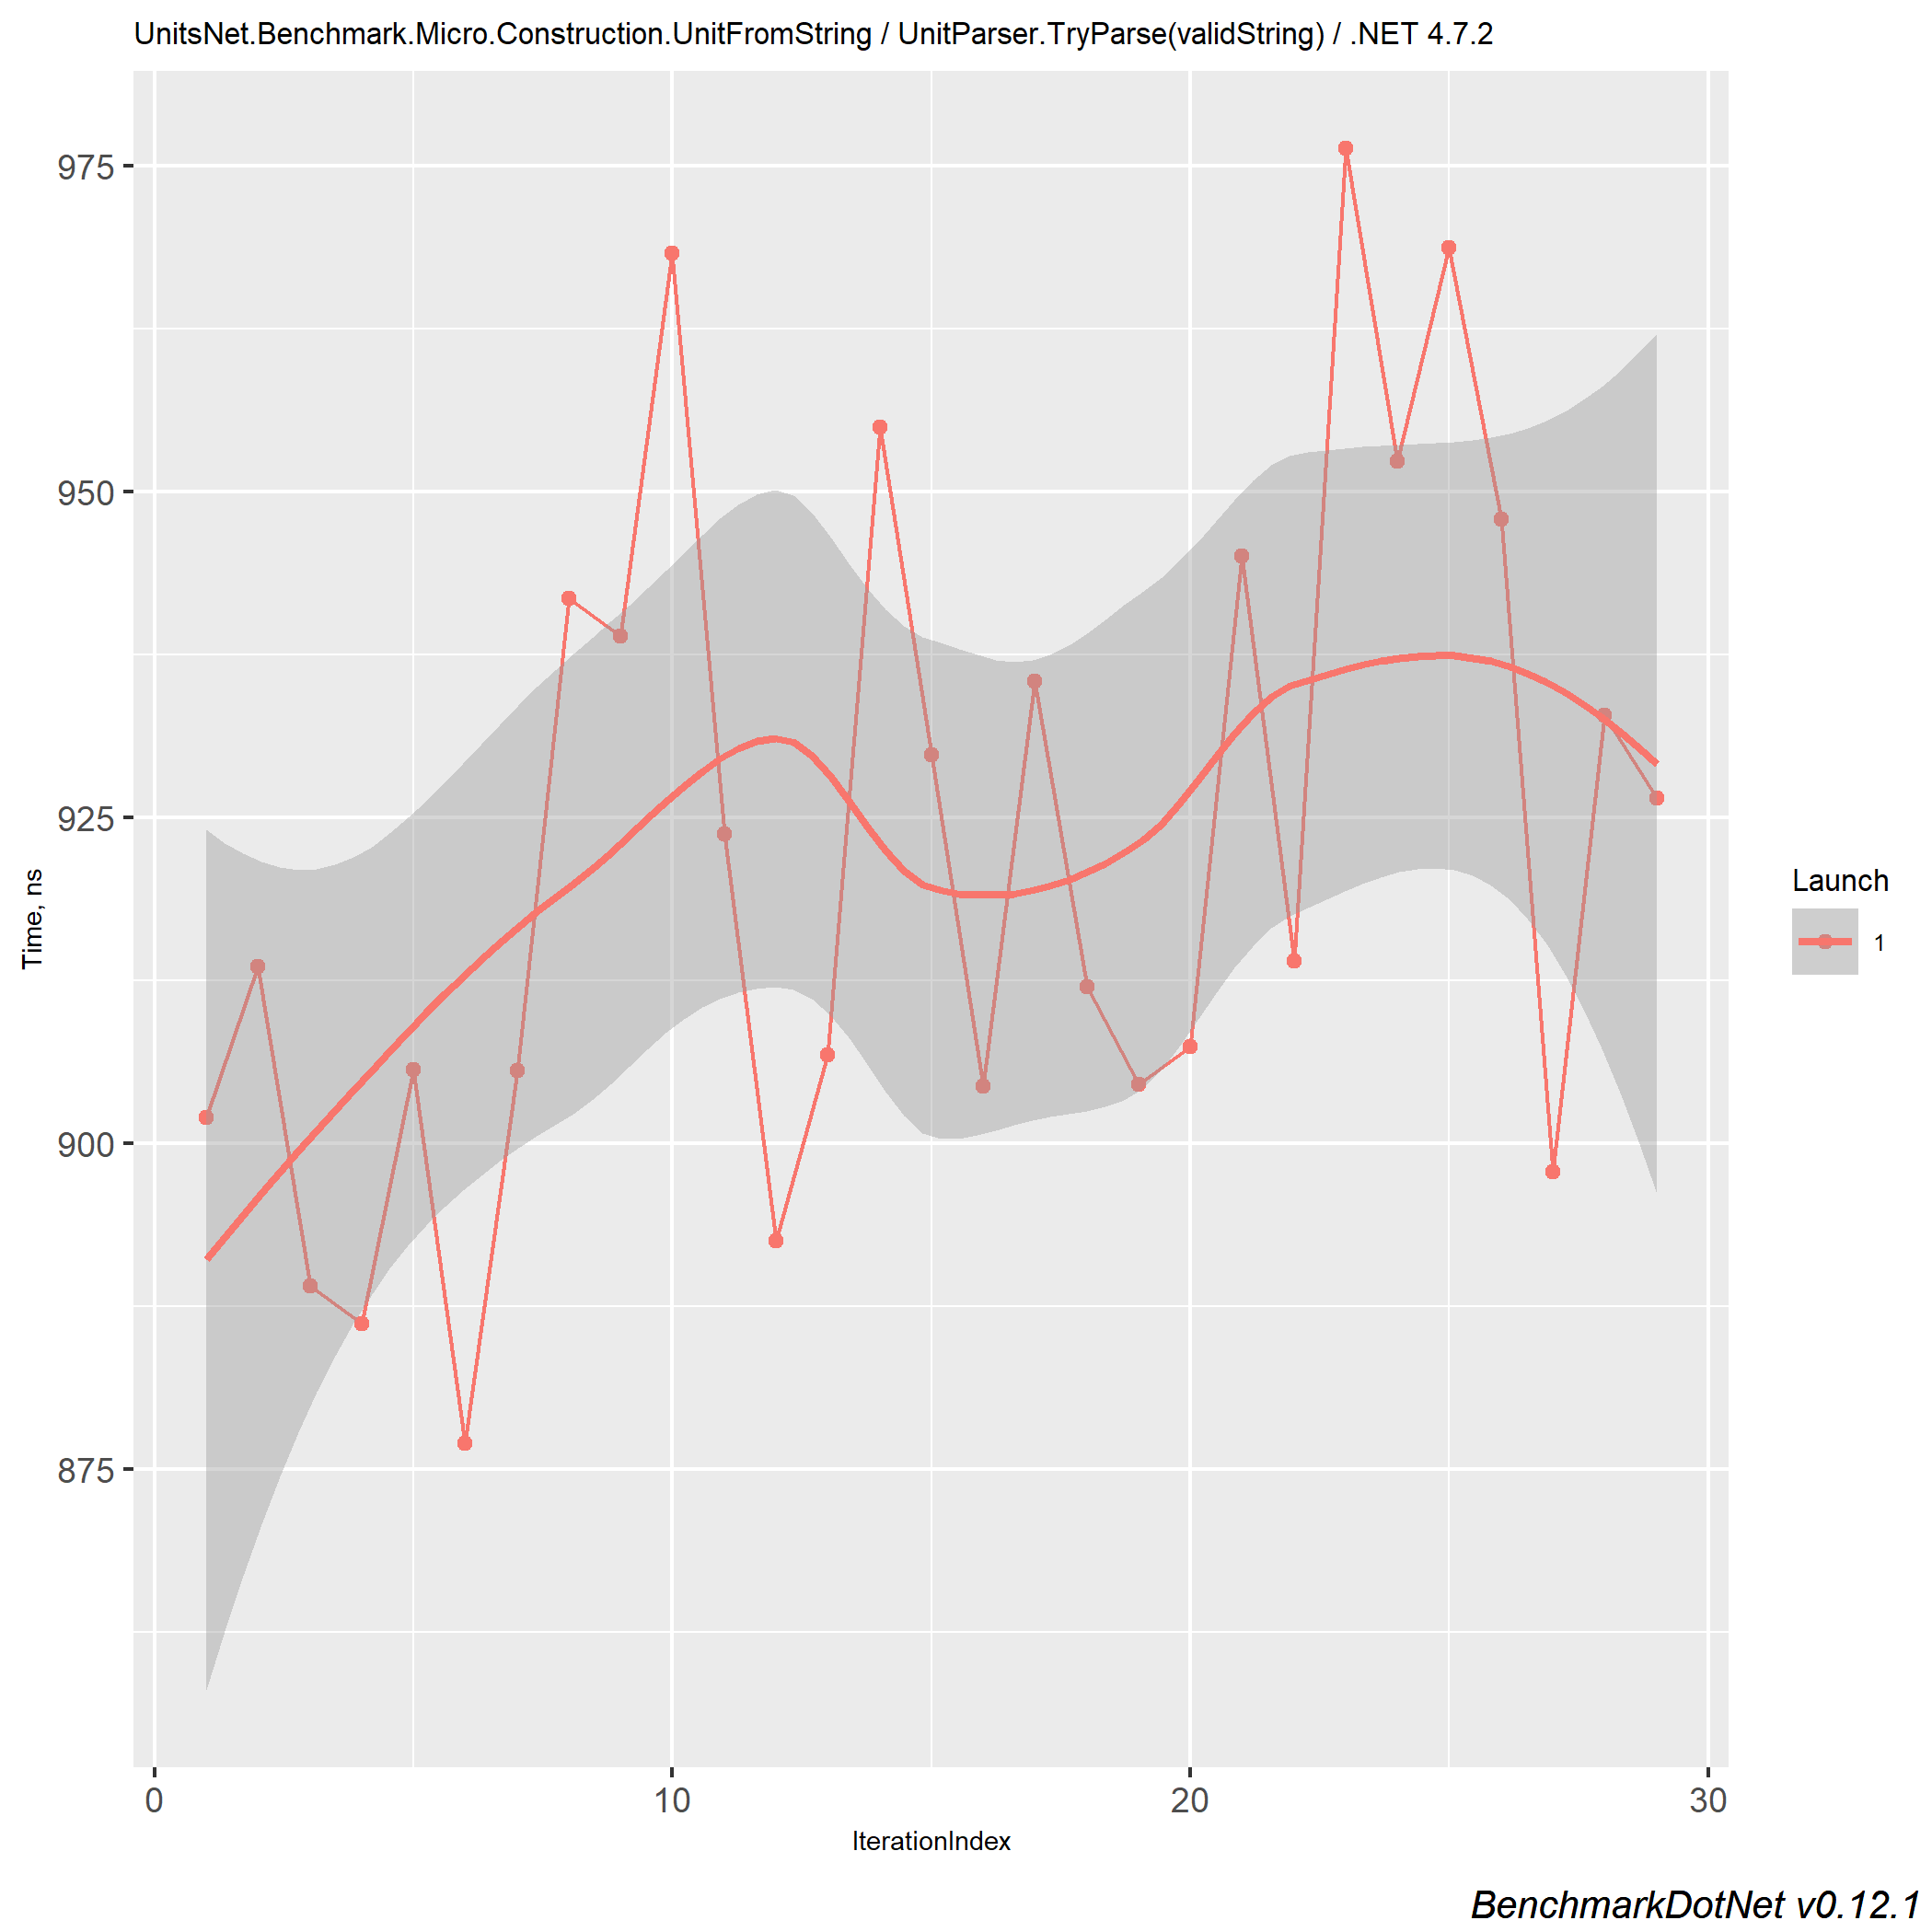 UnitsNet.Benchmark.Micro.Construction.UnitFromString / UnitParser.TryParse(validString) / .NET 4.7.2
975
950
925
900
875
Time, ns
0 10 20 30
IterationIndex
Launch
1
BenchmarkDotNet v0.12.1